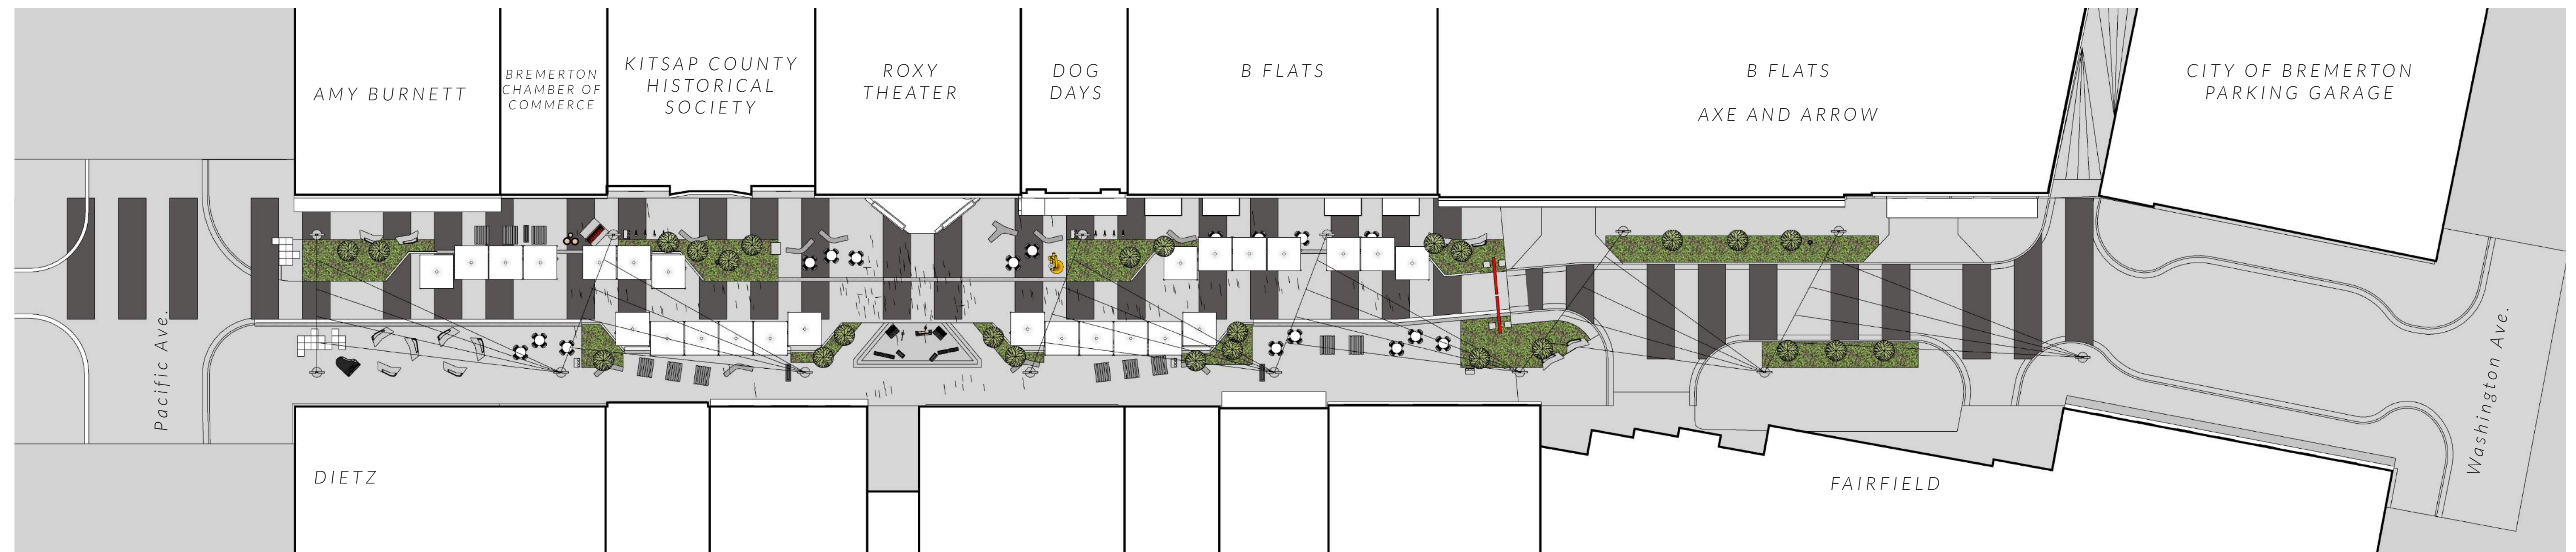 AMY BURNETT
BREMERTON
CHAMBER OF
COMMERCE
KITSAP COUNTY
HISTORICAL
SOCIETY
ROXY
THEATER
DOG
DAYS
B FLATS
B FLATS
AXE AND ARROW
CITY OF BREMERTON
PARKING GARAGE
Pacific Ave.
Washington Ave.
DIETZ
FAIRFIELD